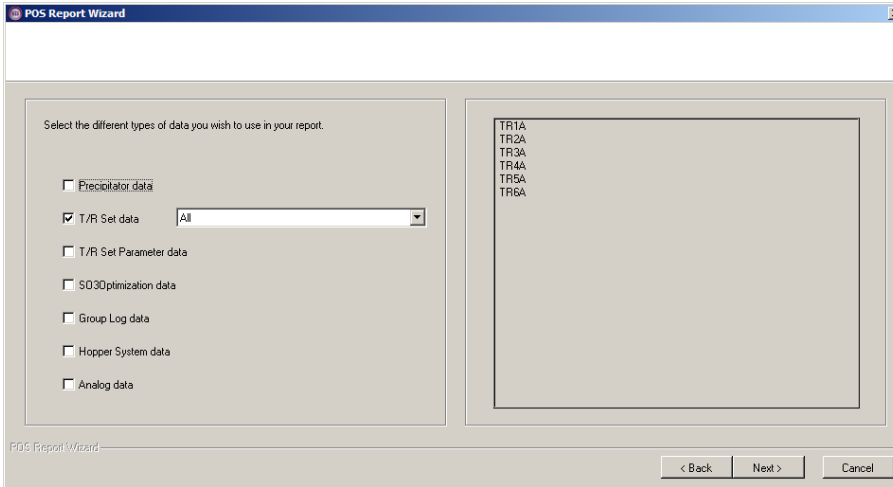 POS Report Wizard
Select the different types of data you wish to use in your report.
Precipitator data
T/R Set data All
T/R Set Parameter data
SO3Optimization data
Group Log data
Hopper System data
Analog data
TR1A
TR2A
TR3A
TR4A
TR5A
TR6A
POS Report Wizard
< Back Next > Cancel